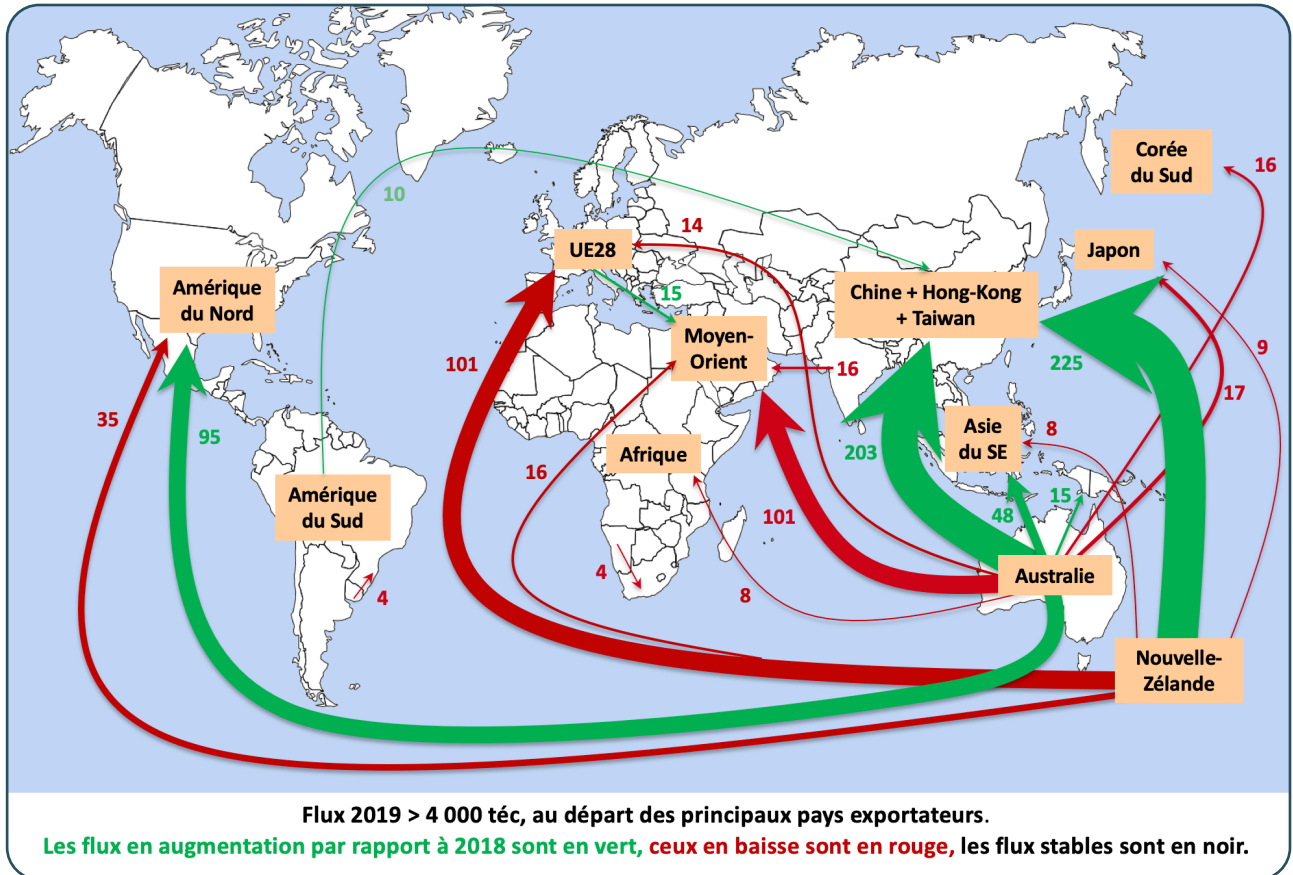 Corée
du Sud
16
10
14
UE28
Japon
15
Amérique
du Nord
Chine + Hong-Kong
+ Taiwan
Moyen-
Orient
9
101
16
225
17
35
95
Asie
du SE
8
Afrique
203
16
Amérique
du Sud
15
48
101
4
4
8
Australie
Nouvelle-
Zélande
Flux 2019 > 4 000 téc, au départ des principaux pays exportateurs.
Les flux en augmentation par rapport à 2018 sont en vert, ceux en baisse sont en rouge, les flux stables sont en noir.